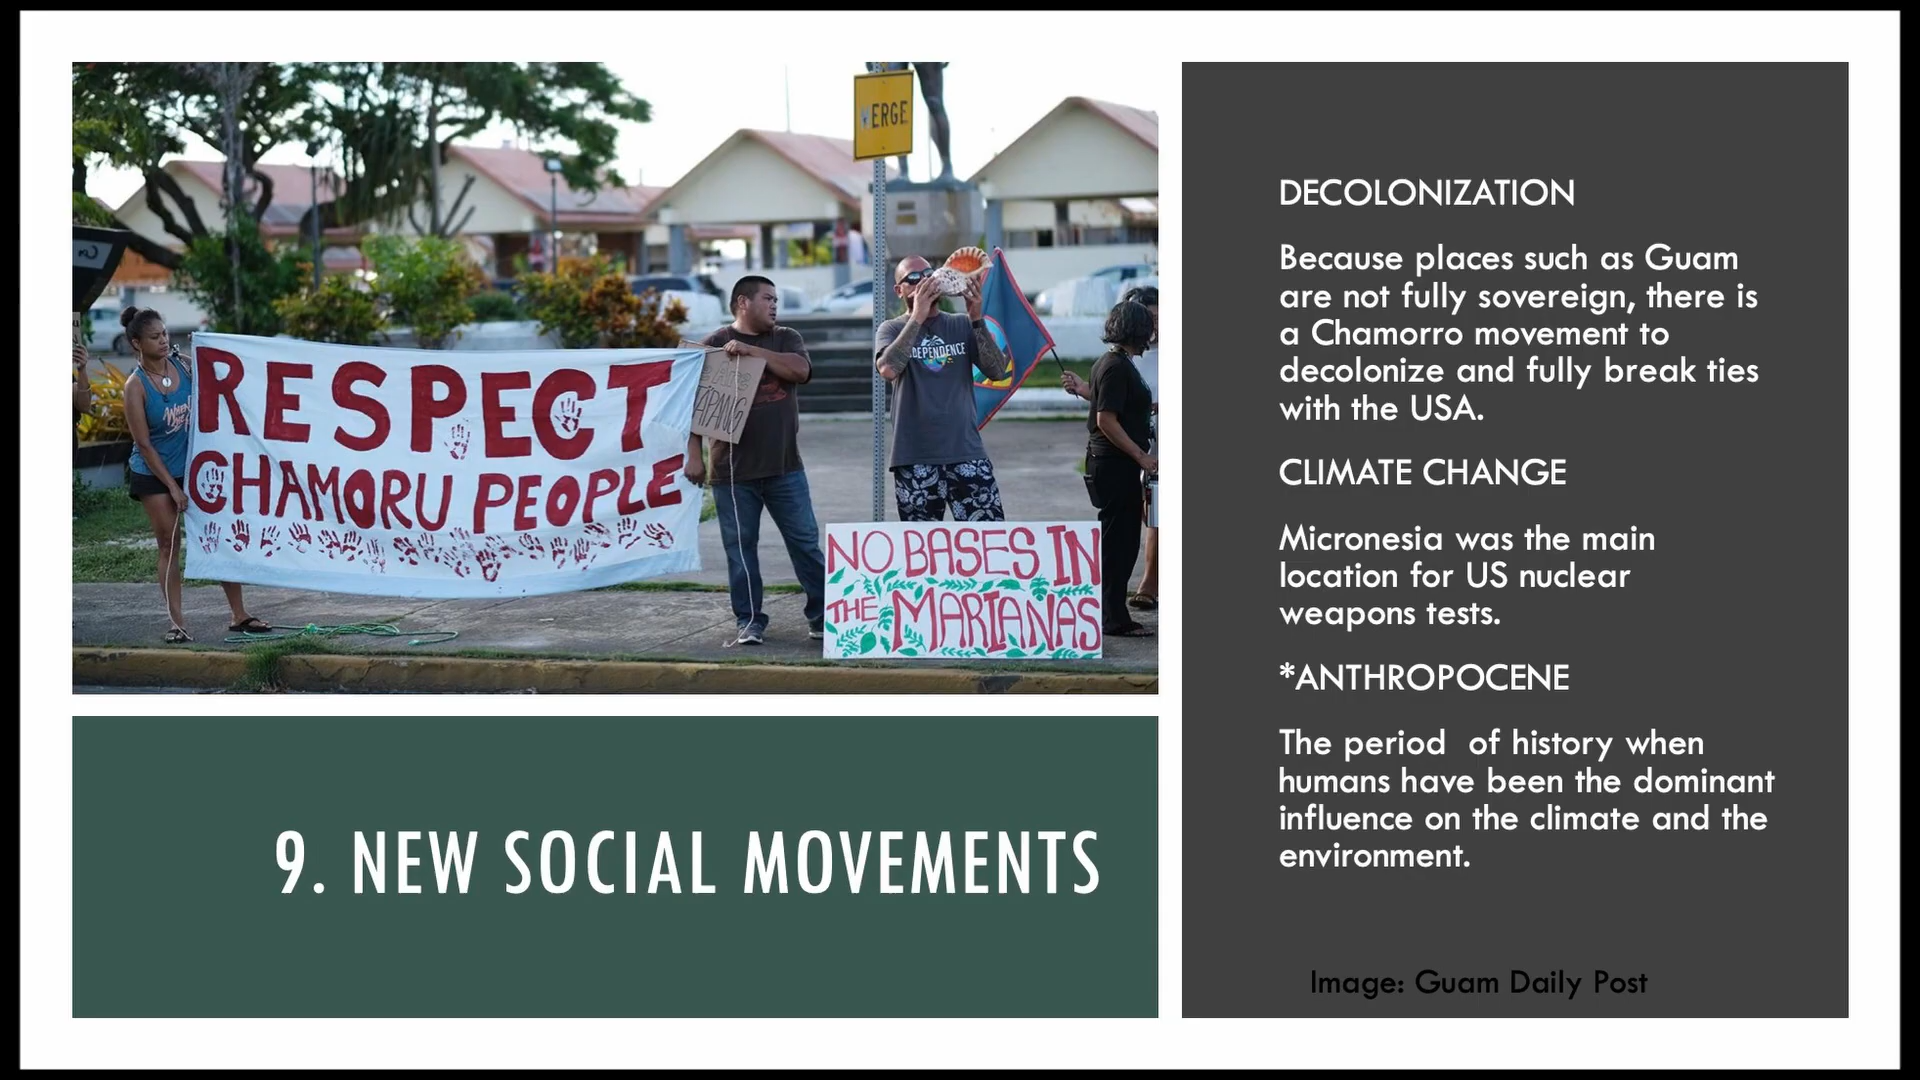 MERGE
RESPECT
CHAMORU PEOPLE
NO BASES IN
THE MARIANAS
9. NEW SOCIAL MOVEMENTS
DECOLONIZATION
Because places such as Guam
are not fully sovereign, there is
a Chamorro movement to
decolonize and fully break ties
with the USA.
CLIMATE CHANGE
Micronesia was the main
location for US nuclear
weapons tests.
*ANTHROPOCENE
The period  of history when
humans have been the dominant
influence on the climate and the
environment.
Image: Guam Daily Post